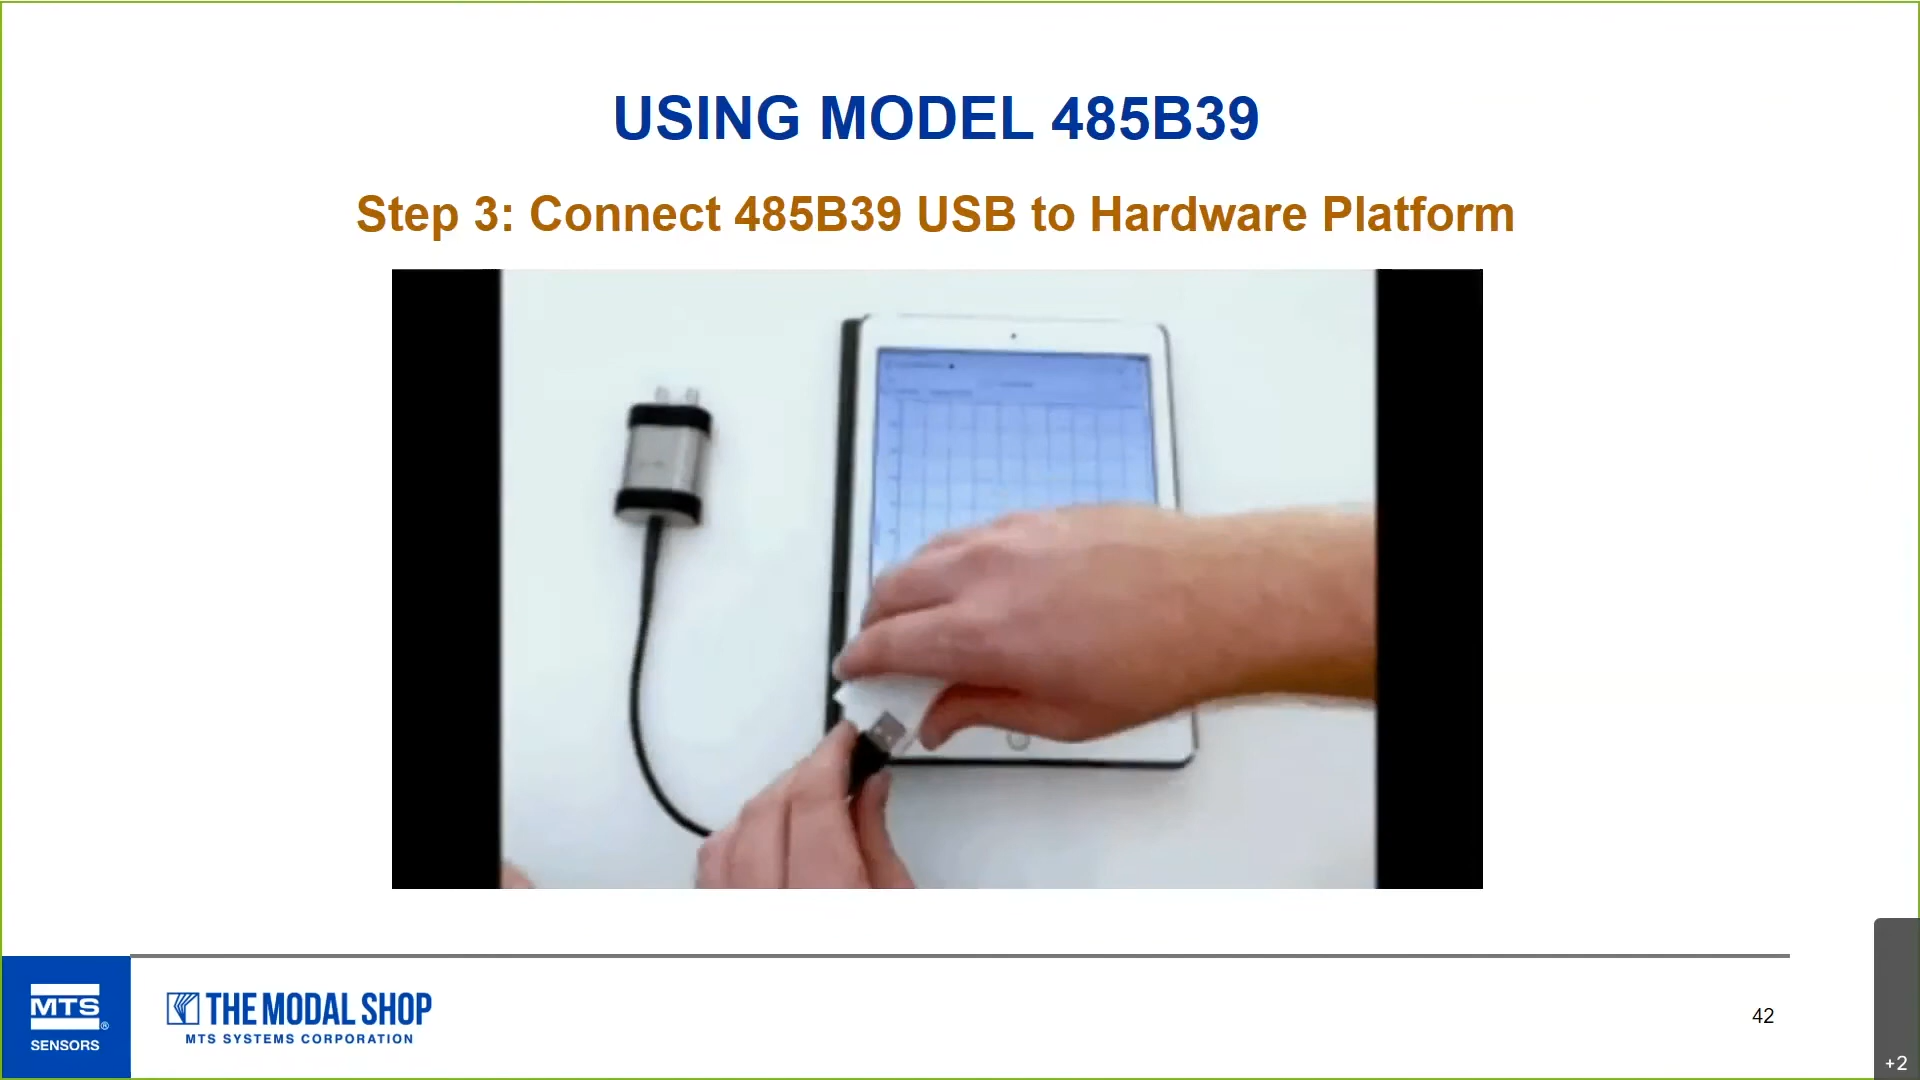 USING MODEL 485B39
Step 3: Connect 485B39 USB to Hardware Platform
MTS
®
SENSORS
THE MODAL SHOP
MTS SYSTEMS CORPORATION
42
+2